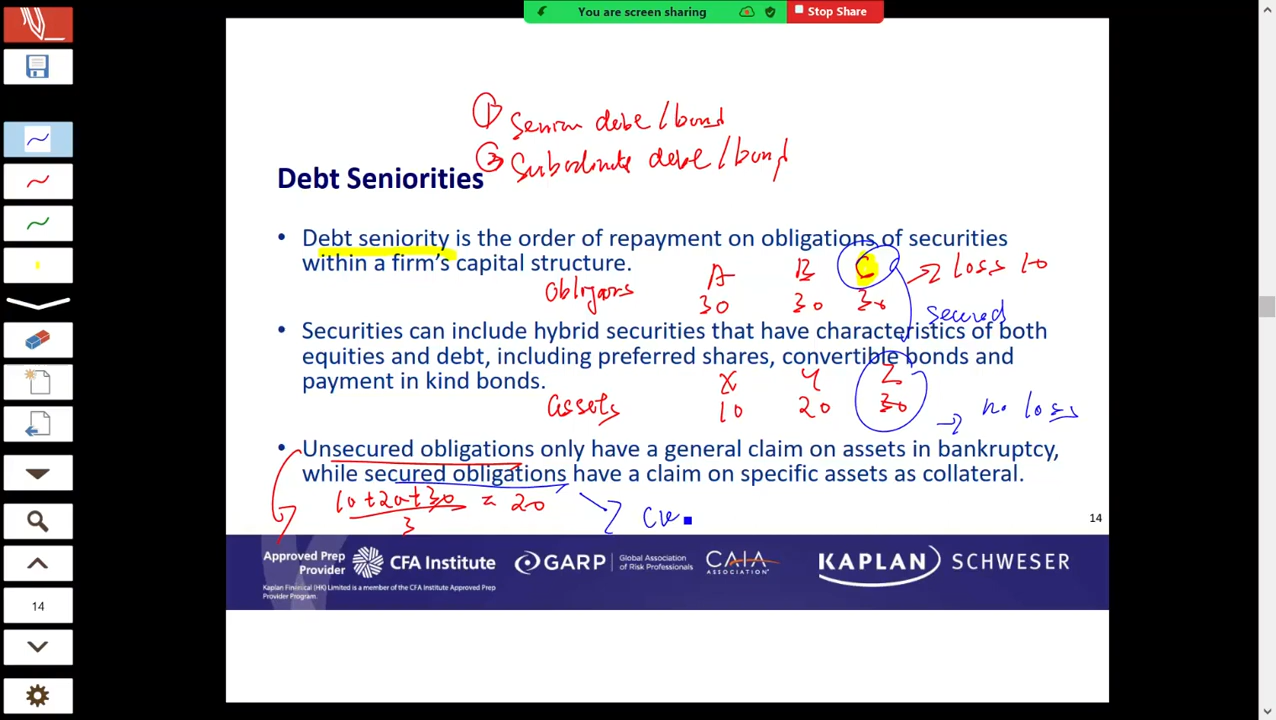 You are screen sharing
Stop Share
① Senior debt / bond
② Subordinate debt / bond
Debt Seniorities
• Debt seniority is the order of repayment on obligations of securities
within a firm's capital structure.
A B C → loss 10
Obligors 30 30 30
secured
• Securities can include hybrid securities that have characteristics of both
equities and debt, including preferred shares, convertible bonds and
payment in kind bonds.
X Y Z
Assets 10 20 30 → no loss
• Unsecured obligations only have a general claim on assets in bankruptcy,
while secured obligations have a claim on specific assets as collateral.
10+20+30 = 20
3
14
Approved Prep
Provider
CFA Institute
Kaplan Financial (HK) Limited is a member of the CFA Institute Approved Prep
Provider Program.
GARP
Global Association
of Risk Professionals
CAIA
ASSOCIATION
KAPLAN SCHWESER
14